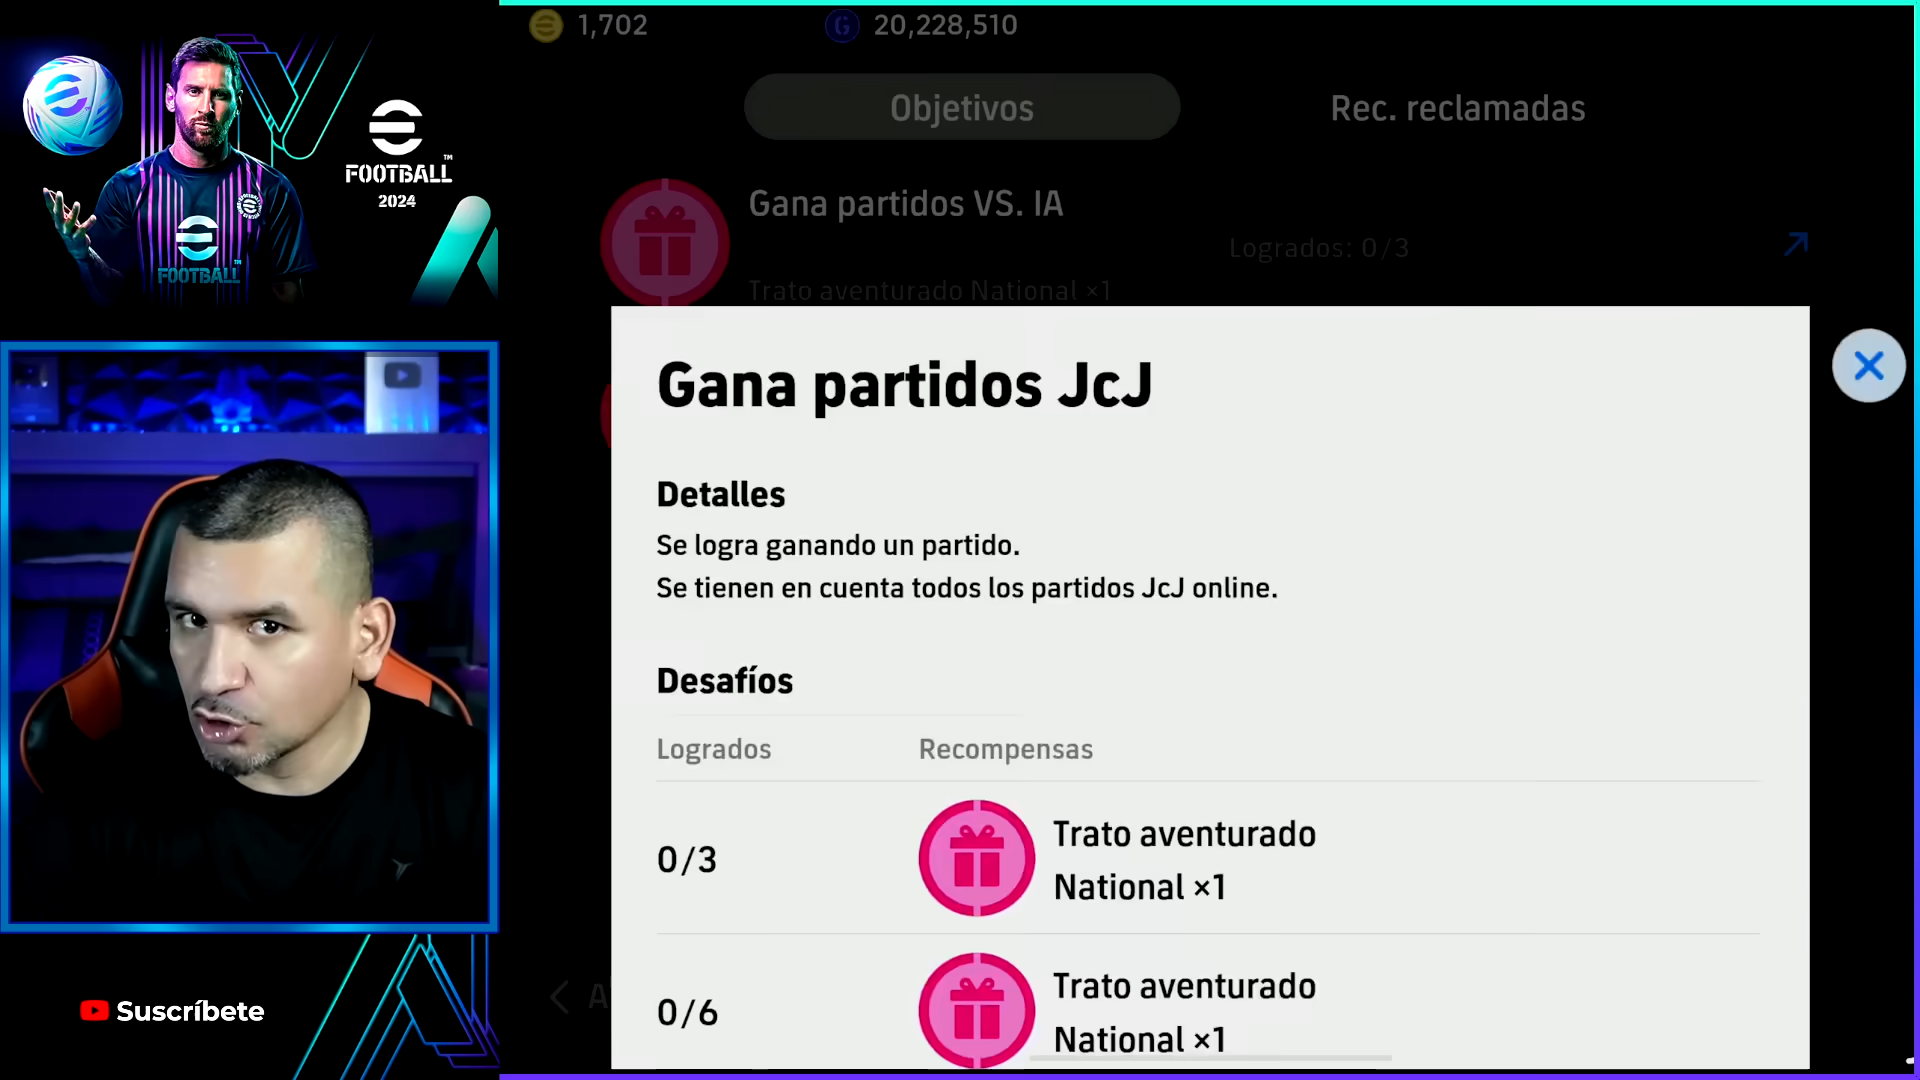 1,702
20,228,510
Objetivos
Rec. reclamadas
Gana partidos VS. IA
Logrados: 0/3
Trato aventurado National ×1
FOOTBALL™
2024
FOOTBALL™
Gana partidos JcJ
Detalles
Se logra ganando un partido.
Se tienen en cuenta todos los partidos JcJ online.
Desafíos
Logrados
Recompensas
0/3
Trato aventurado
National ×1
0/6
Trato aventurado
National ×1
Suscríbete